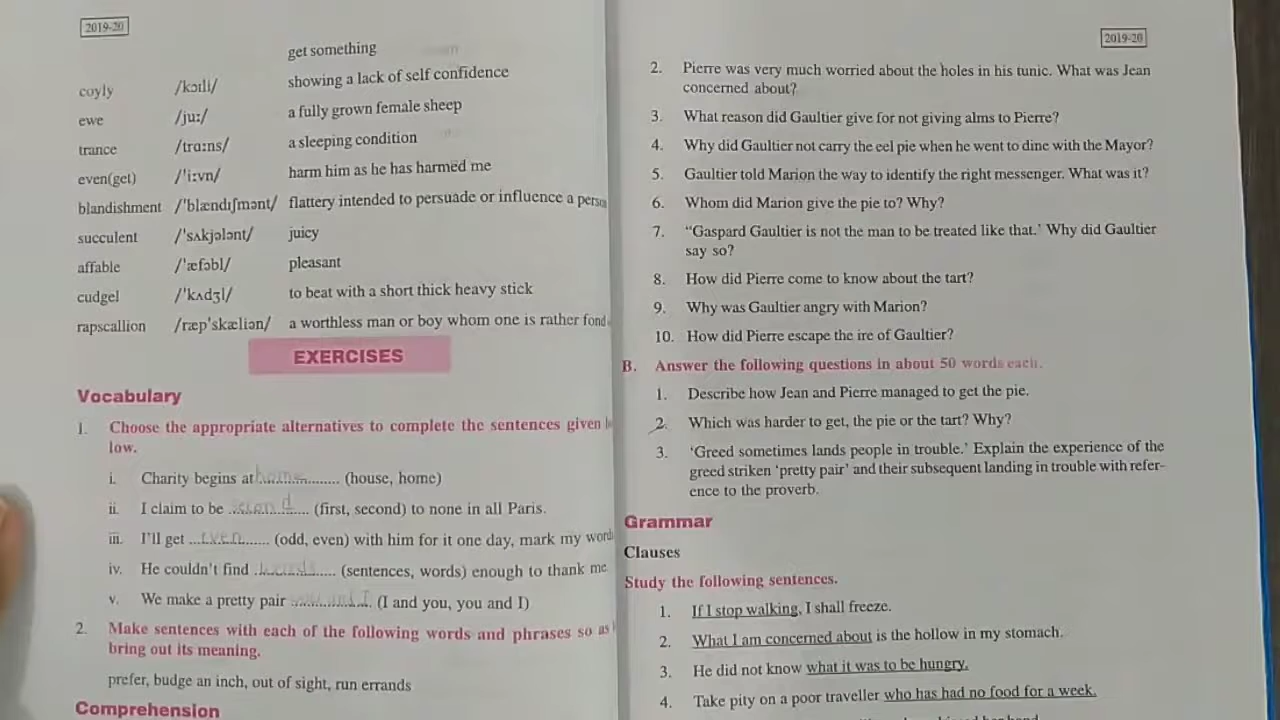 2019-20
get something
coyly /kɔɪli/ showing a lack of self confidence
ewe /juː/ a fully grown female sheep
trance /trɑːns/ a sleeping condition
even(get) /'iːvn/ harm him as he has harmed me
blandishment /'blændɪʃmənt/ flattery intended to persuade or influence a perso
succulent /'sʌkjələnt/ juicy
affable /'æfəbl/ pleasant
cudgel /'kʌdʒl/ to beat with a short thick heavy stick
rapscallion /ræp'skæliən/ a worthless man or boy whom one is rather fond
EXERCISES
Vocabulary
1. Choose the appropriate alternatives to complete the sentences given
low.
i. Charity begins at home (house, home)
ii. I claim to be second (first, second) to none in all Paris.
iii. I'll get ...even....... (odd, even) with him for it one day, mark my word
iv. He couldn't find ............... (sentences, words) enough to thank me
v. We make a pretty pair ............... (I and you, you and I)
2. Make sentences with each of the following words and phrases so as
bring out its meaning.
prefer, budge an inch, out of sight, run errands
Comprehension
2019-20
2. Pierre was very much worried about the holes in his tunic. What was Jean
concerned about?
3. What reason did Gaultier give for not giving alms to Pierre?
4. Why did Gaultier not carry the eel pie when he went to dine with the Mayor?
5. Gaultier told Marion the way to identify the right messenger. What was it?
6. Whom did Marion give the pie to? Why?
7. "Gaspard Gaultier is not the man to be treated like that.' Why did Gaultier
say so?
8. How did Pierre come to know about the tart?
9. Why was Gaultier angry with Marion?
10. How did Pierre escape the ire of Gaultier?
B. Answer the following questions in about 50 words each.
1. Describe how Jean and Pierre managed to get the pie.
2. Which was harder to get, the pie or the tart? Why?
3. 'Greed sometimes lands people in trouble.' Explain the experience of the
greed striken 'pretty pair' and their subsequent landing in trouble with refer-
ence to the proverb.
Grammar
Clauses
Study the following sentences.
1. If I stop walking, I shall freeze.
2. What I am concerned about is the hollow in my stomach.
3. He did not know what it was to be hungry.
4. Take pity on a poor traveller who has had no food for a week.